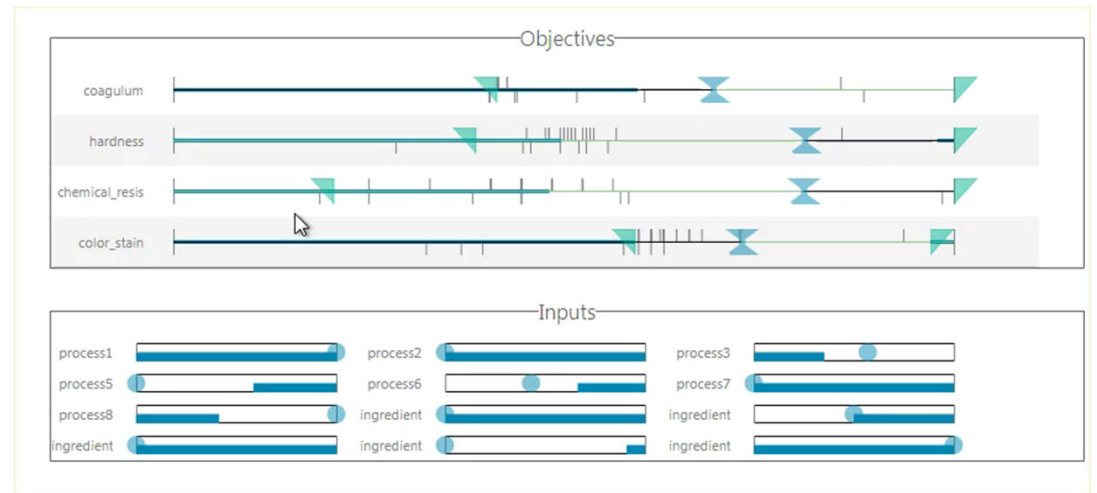 Objectives
coagulum
hardness
chemical_resis
color_stain
Inputs
process1 process2 process3
process5 process6 process7
process8 ingredient ingredient
ingredient ingredient ingredient